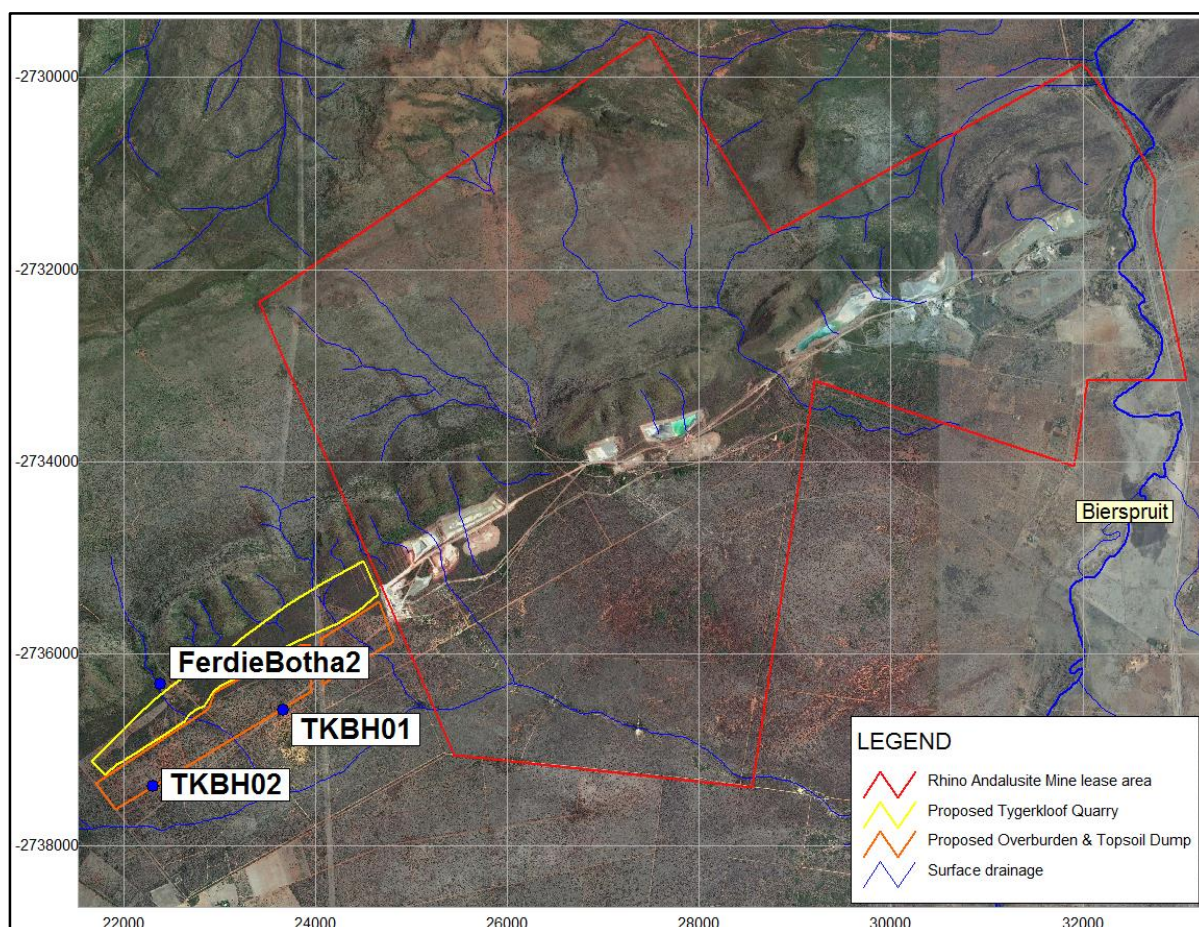 -2730000
-2732000
-2734000
Bierspruit
-2736000
FerdieBotha2
TKBH01
TKBH02
-2738000
LEGEND
Rhino Andalusite Mine lease area
Proposed Tygerkloof Quarry
Proposed Overburden & Topsoil Dump
Surface drainage
22000 24000 26000 28000 30000 32000